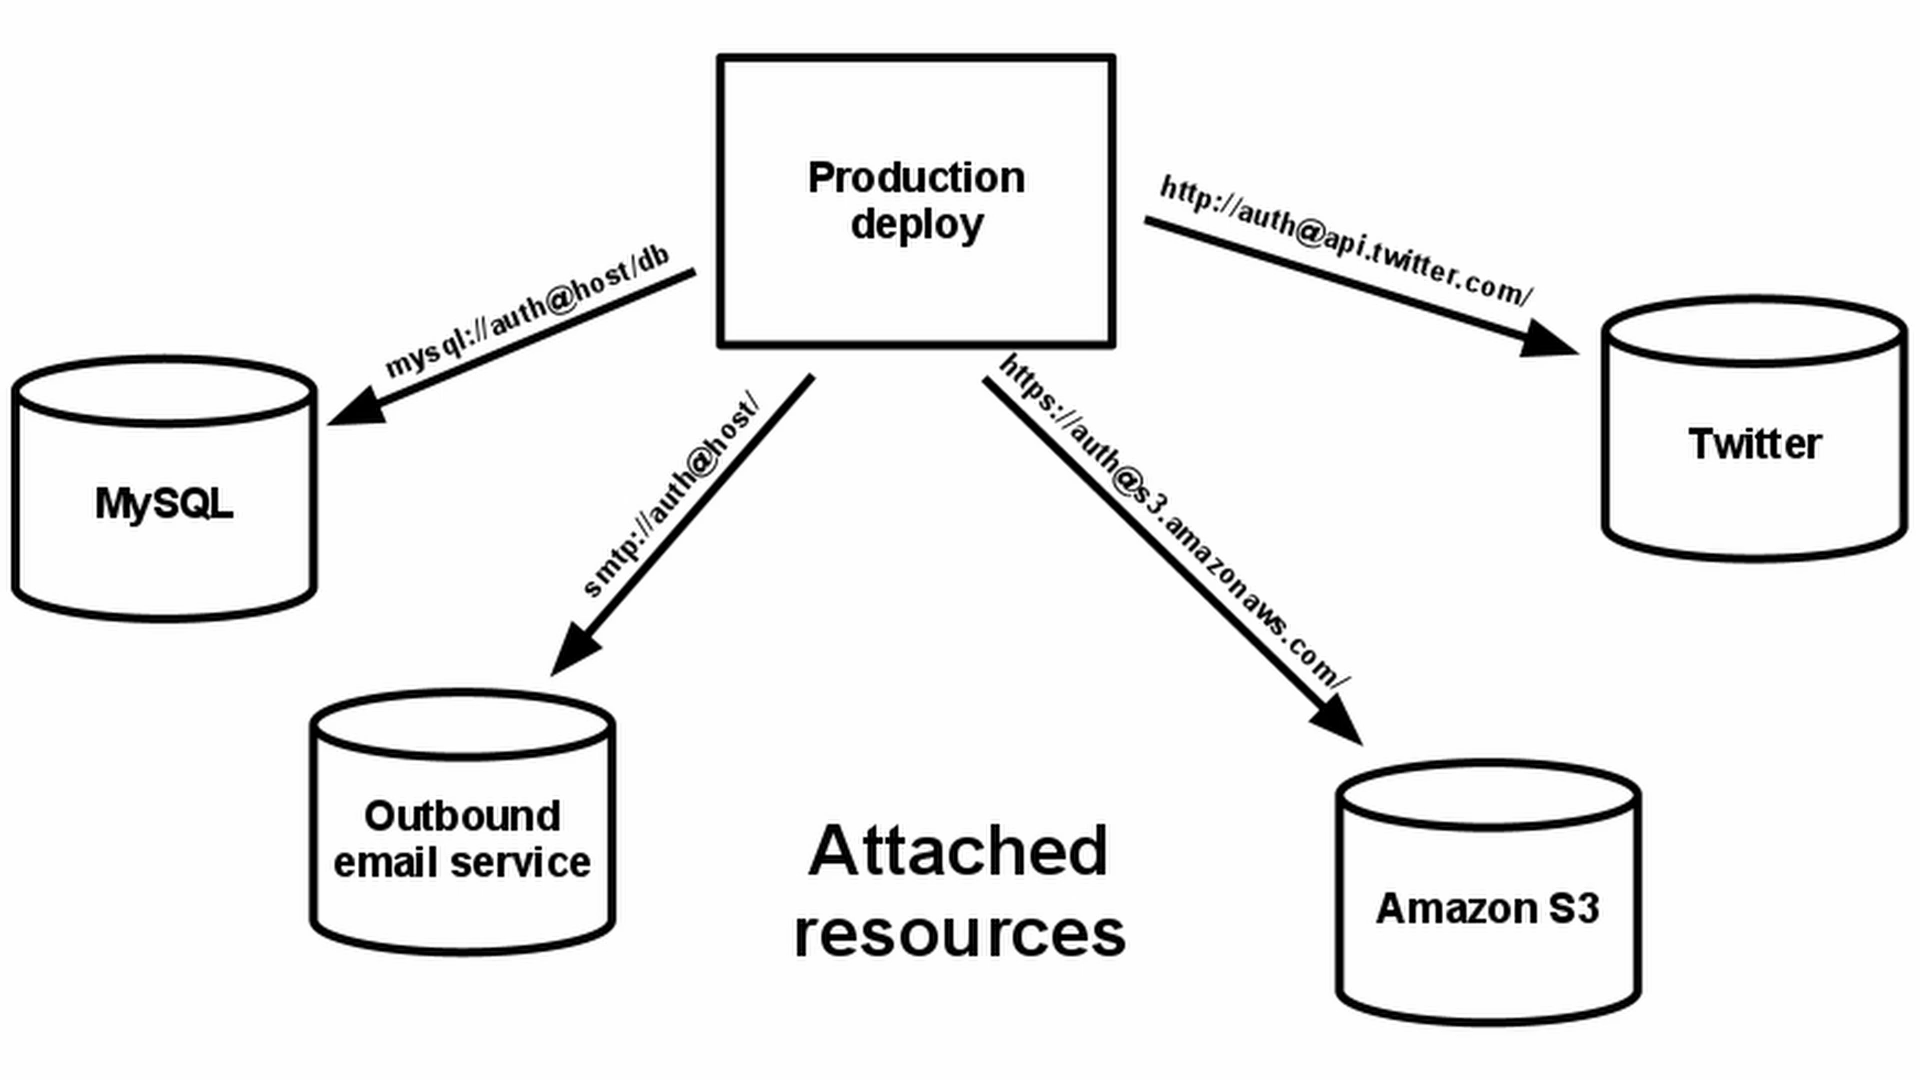 Production
deploy
http://auth@api.twitter.com/
mysql://auth@host/db
smtp://auth@host/
https://auth@s3.amazonaws.com/
Twitter
MySQL
Outbound
email service
Attached
resources
Amazon S3